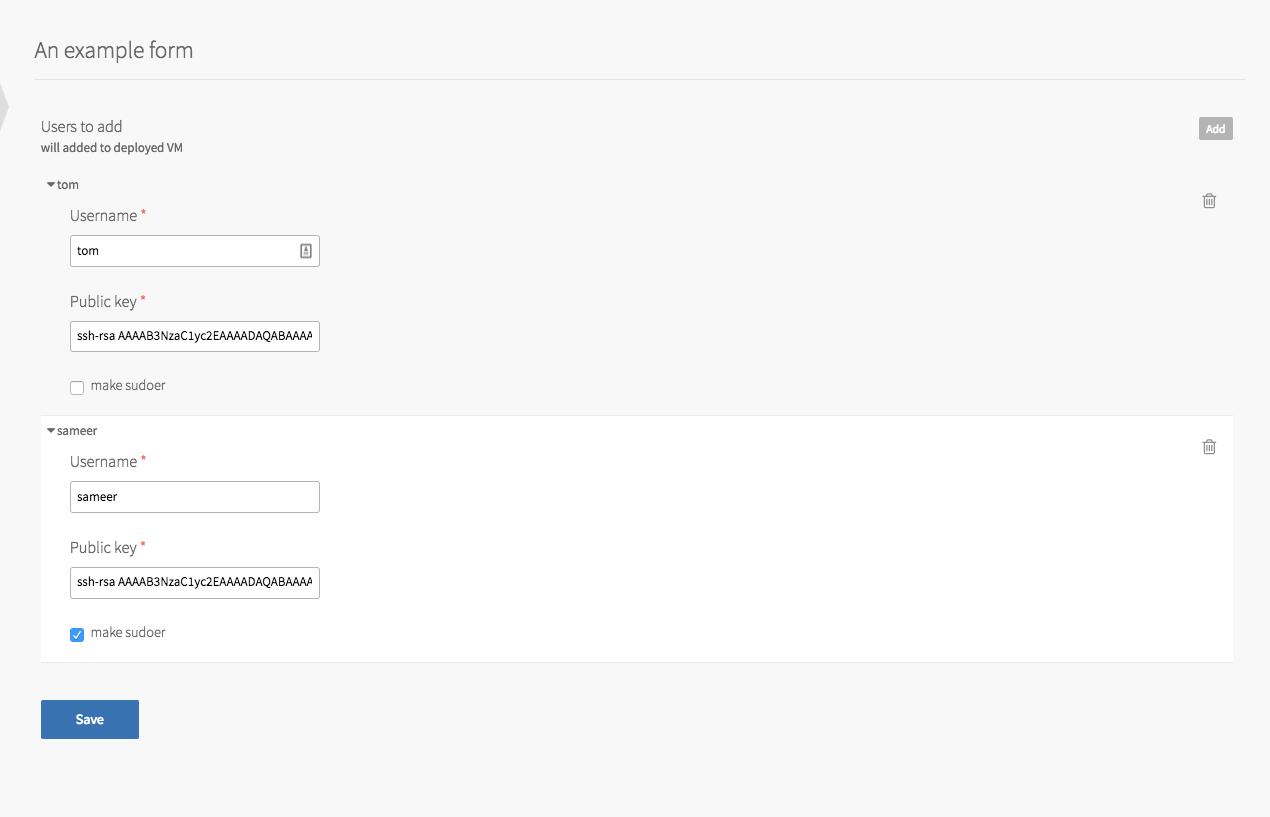 An example form
Users to add
Add
will added to deployed VM
tom
Username *
tom
Public key *
ssh-rsa AAAAB3NzaC1yc2EAAAADAQABAAAA
make sudoer
sameer
Username *
sameer
Public key *
ssh-rsa AAAAB3NzaC1yc2EAAAADAQABAAAA
make sudoer
Save